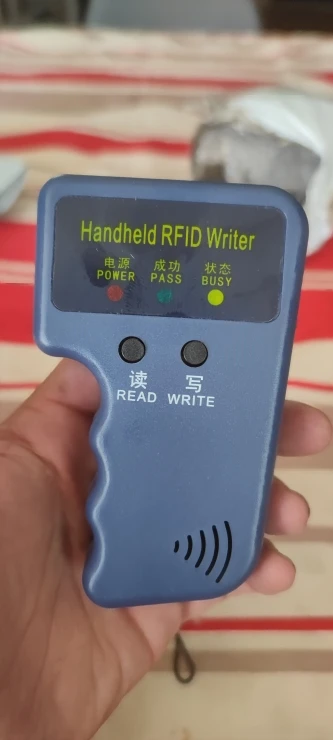 Handheld RFID Writer
电源 成功 状态
POWER PASS BUSY
读 写
READ WRITE